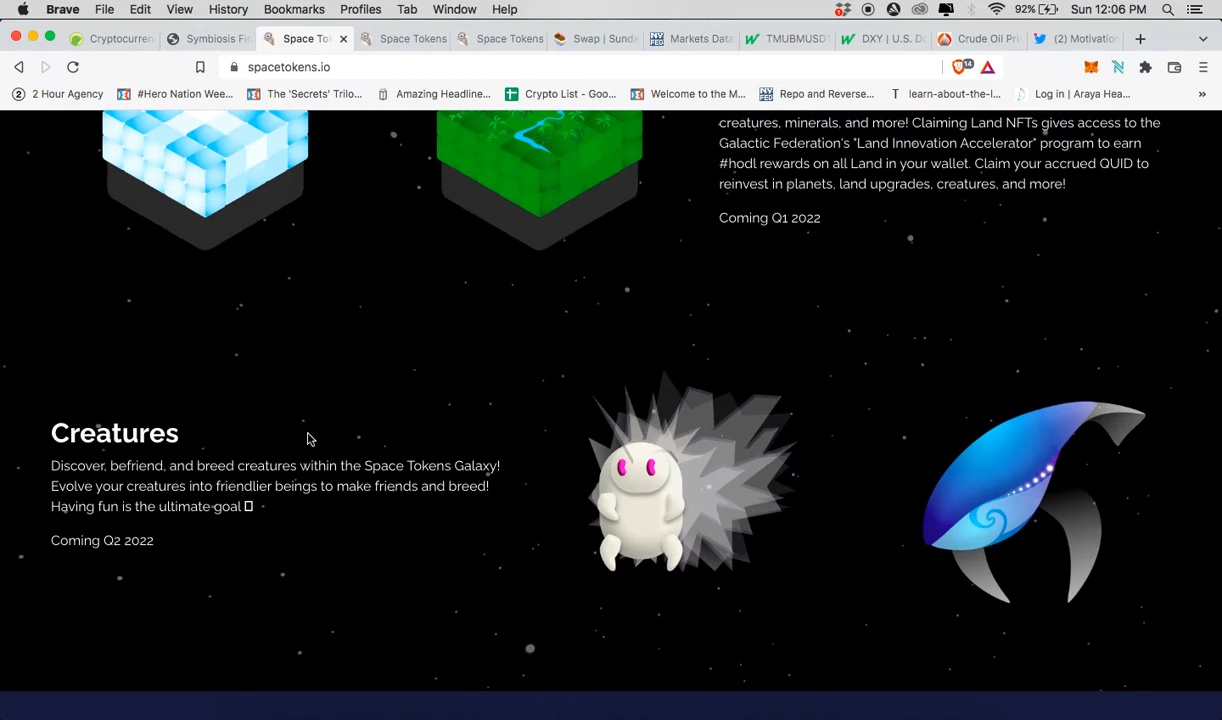 Brave File Edit View History Bookmarks Profiles Tab Window Help 92% Sun 12:06 PM
Cryptocurren Symbiosis Fin Space To Space Tokens Space Tokens Swap | Sunda Markets Data TMUBMUSD1 DXY | U.S. Do Crude Oil Pric (2) Motivation
spacetokens.io 14
2 Hour Agency #Hero Nation Wee... The 'Secrets' Trilo... Amazing Headline... Crypto List - Goo... Welcome to the M... Repo and Reverse... learn-about-the-l... Log in | Araya Hea...
creatures, minerals, and more! Claiming Land NFTs gives access to the
Galactic Federation's "Land Innovation Accelerator" program to earn
#hodl rewards on all Land in your wallet. Claim your accrued QUID to
reinvest in planets, land upgrades, creatures, and more!
Coming Q1 2022
Creatures
Discover, befriend, and breed creatures within the Space Tokens Galaxy!
Evolve your creatures into friendlier beings to make friends and breed!
Having fun is the ultimate goal
Coming Q2 2022